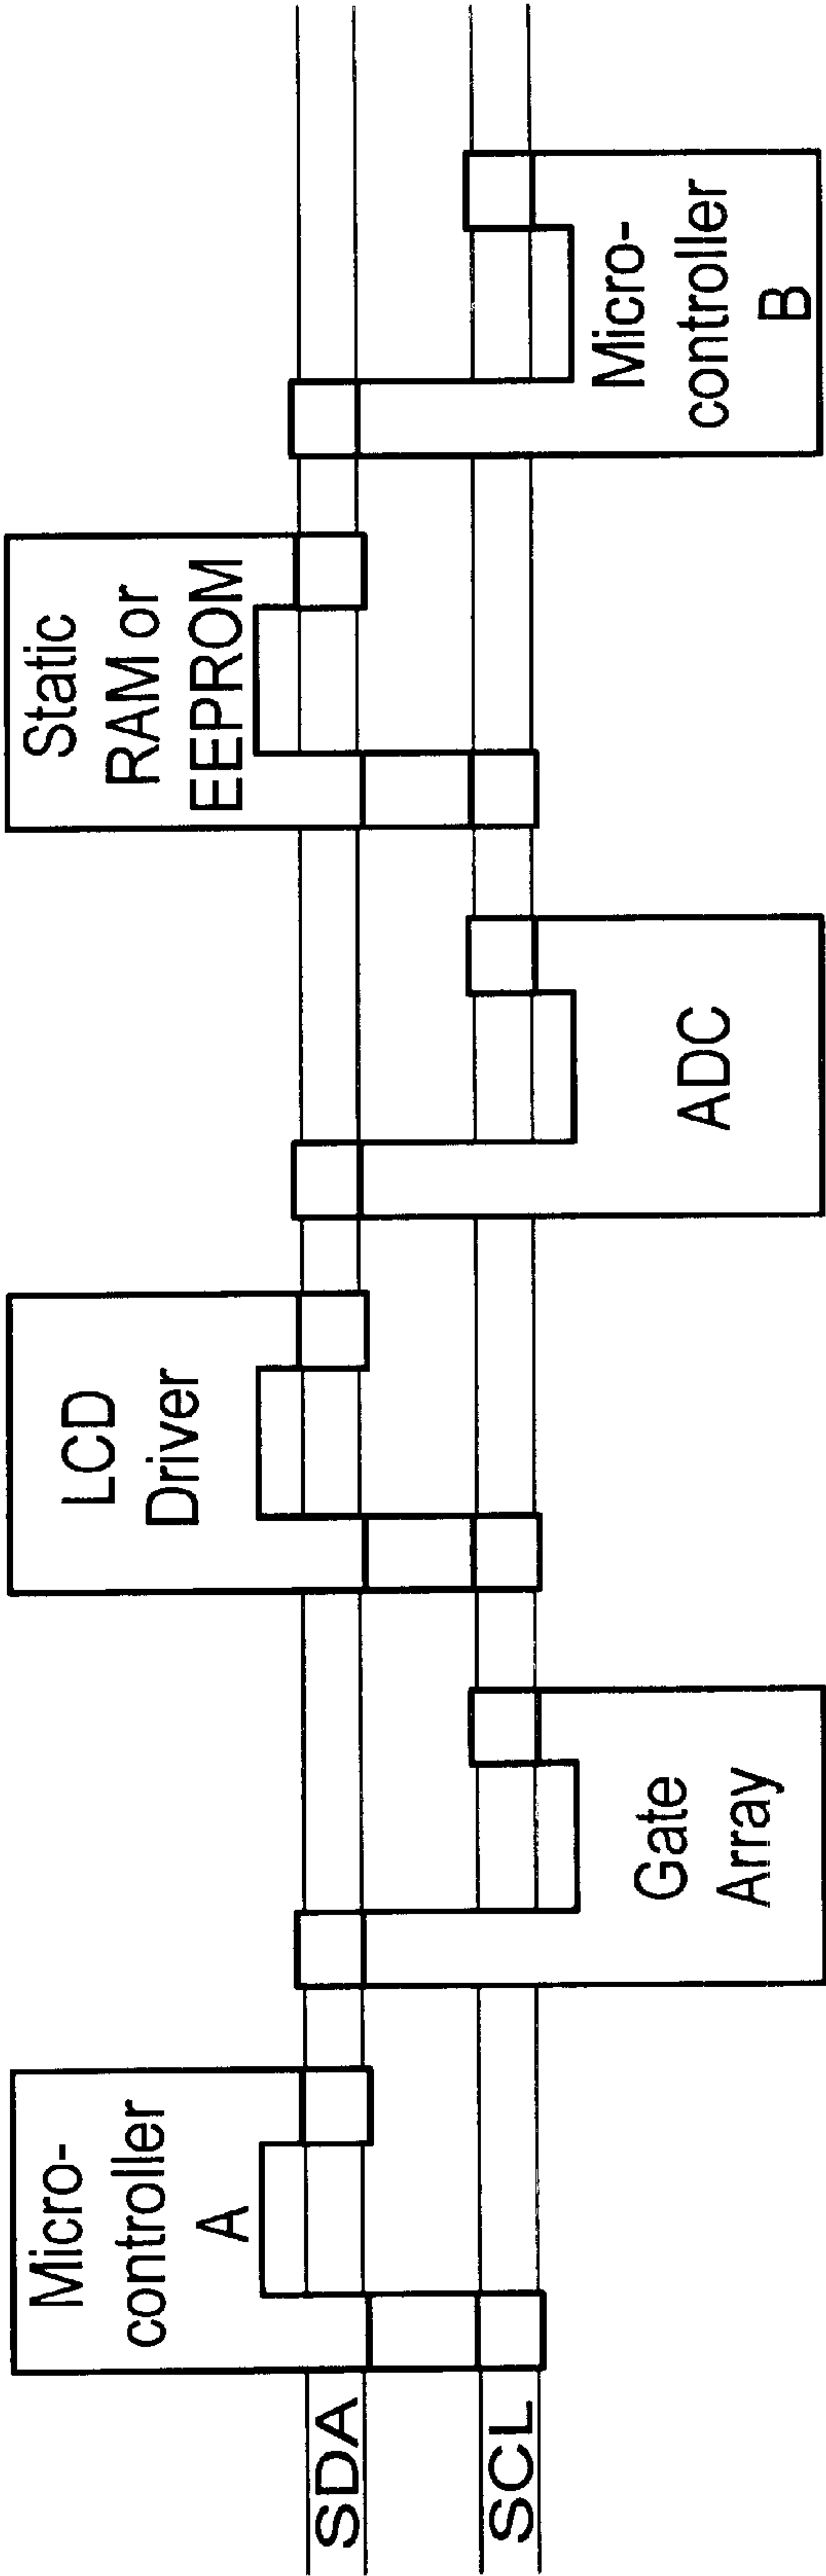 Micro-
controller
A
LCD
Driver
Static
RAM or
EEPROM
SDA
SCL
Gate
Array
ADC
Micro-
controller
B